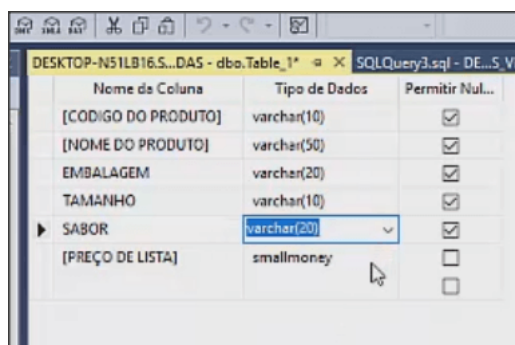 DESKTOP-N51LB16.S...DAS - dbo.Table_1* SQLQuery3.sql - DE...S_V
Nome da Coluna Tipo de Dados Permitir Nul...
[CODIGO DO PRODUTO] varchar(10)
[NOME DO PRODUTO] varchar(50)
EMBALAGEM varchar(20)
TAMANHO varchar(10)
SABOR varchar(20)
[PREÇO DE LISTA] smallmoney